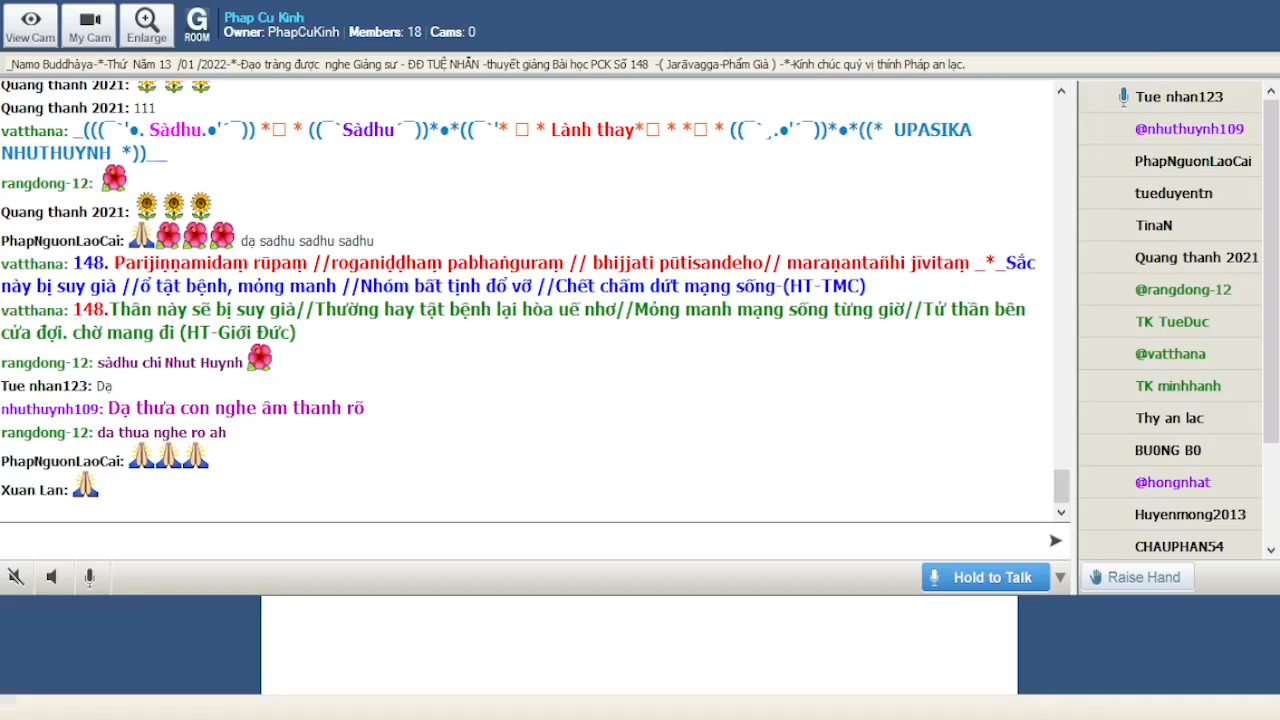 View Cam
My Cam
Enlarge
G
ROOM
Phap Cu Kinh
Owner: PhapCuKinh | Members: 18 | Cams: 0
_Namo Buddhàya-*-Thứ Năm 13 /01 /2022-*-Đạo tràng được nghe Giảng sư - ĐĐ TUỆ NHẪN -thuyết giảng Bài học PCK Số 148 -( Jarāvagga-Phẩm Già ) -*-Kính chúc quý vị thính Pháp an lạc.
Quang thanh 2021:
Quang thanh 2021: 111
vatthana: _(((¯`'●. Sàdhu.●'´¯)) *□ * ((¯`Sàdhu´¯))*●*((¯`'* □ * Lành thay*□ * *□ * ((¯`¸.●'´¯))*●*((* UPASIKA
NHUTHUYNH *))__
rangdong-12:
Quang thanh 2021:
PhapNguonLaoCai: dạ sadhu sadhu sadhu
vatthana: 148. Parijiṇṇamidaṃ rūpaṃ //roganiḍḍhaṃ pabhaṅguraṃ // bhijjati pūtisandeho// maraṇantañhi jīvitaṃ _*_Sắc
này bị suy già //ổ tật bệnh, mỏng manh //Nhóm bất tịnh đổ vỡ //Chết chấm dứt mạng sống-(HT-TMC)
vatthana: 148.Thân này sẽ bị suy già//Thường hay tật bệnh lại hòa uế nhơ//Mỏng manh mạng sống từng giờ//Tử thần bên
cửa đợi. chờ mang đi (HT-Giới Đức)
rangdong-12: sàdhu chi Nhut Huynh
Tue nhan123: Dạ
nhuthuynh109: Dạ thưa con nghe âm thanh rõ
rangdong-12: da thua nghe ro ah
PhapNguonLaoCai:
Xuan Lan:
Hold to Talk
Tue nhan123
@nhuthuynh109
PhapNguonLaoCai
tueduyentn
TinaN
Quang thanh 2021
@rangdong-12
TK TueDuc
@vatthana
TK minhhanh
Thy an lac
BU0NG B0
@hongnhat
Huyenmong2013
CHAUPHAN54
Raise Hand